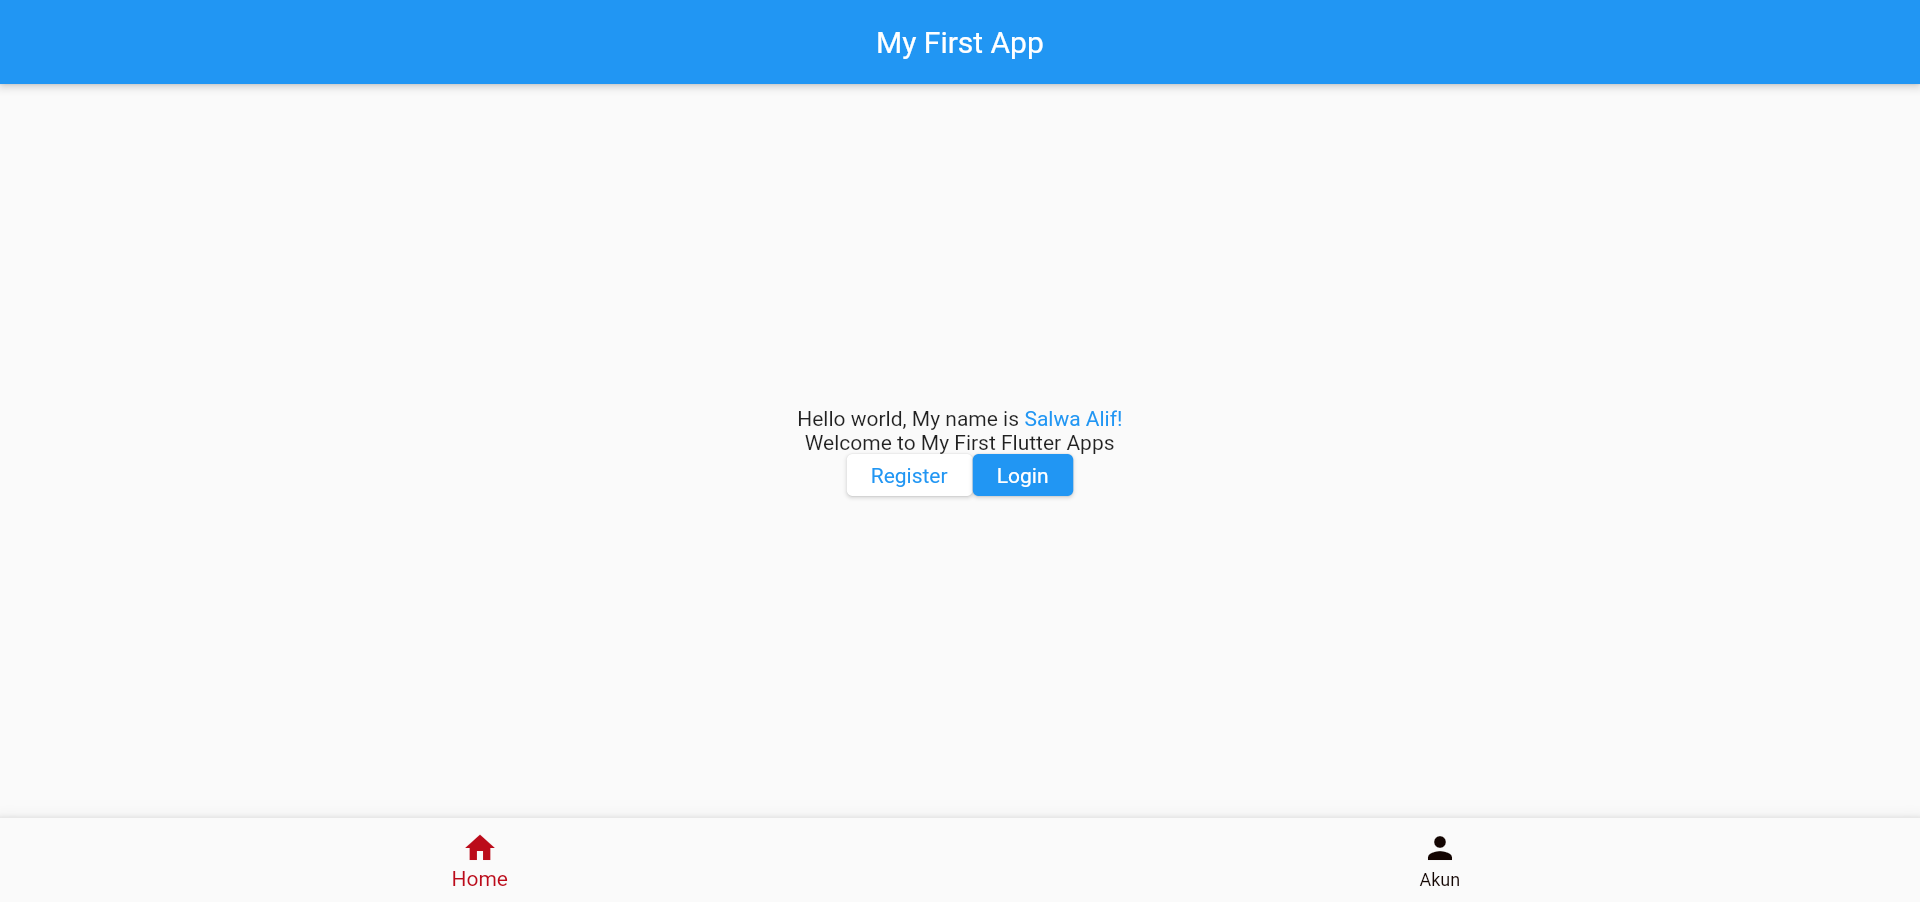 My First App
Hello world, My name is Salwa Alif!
Welcome to My First Flutter Apps
Register Login
Home Akun